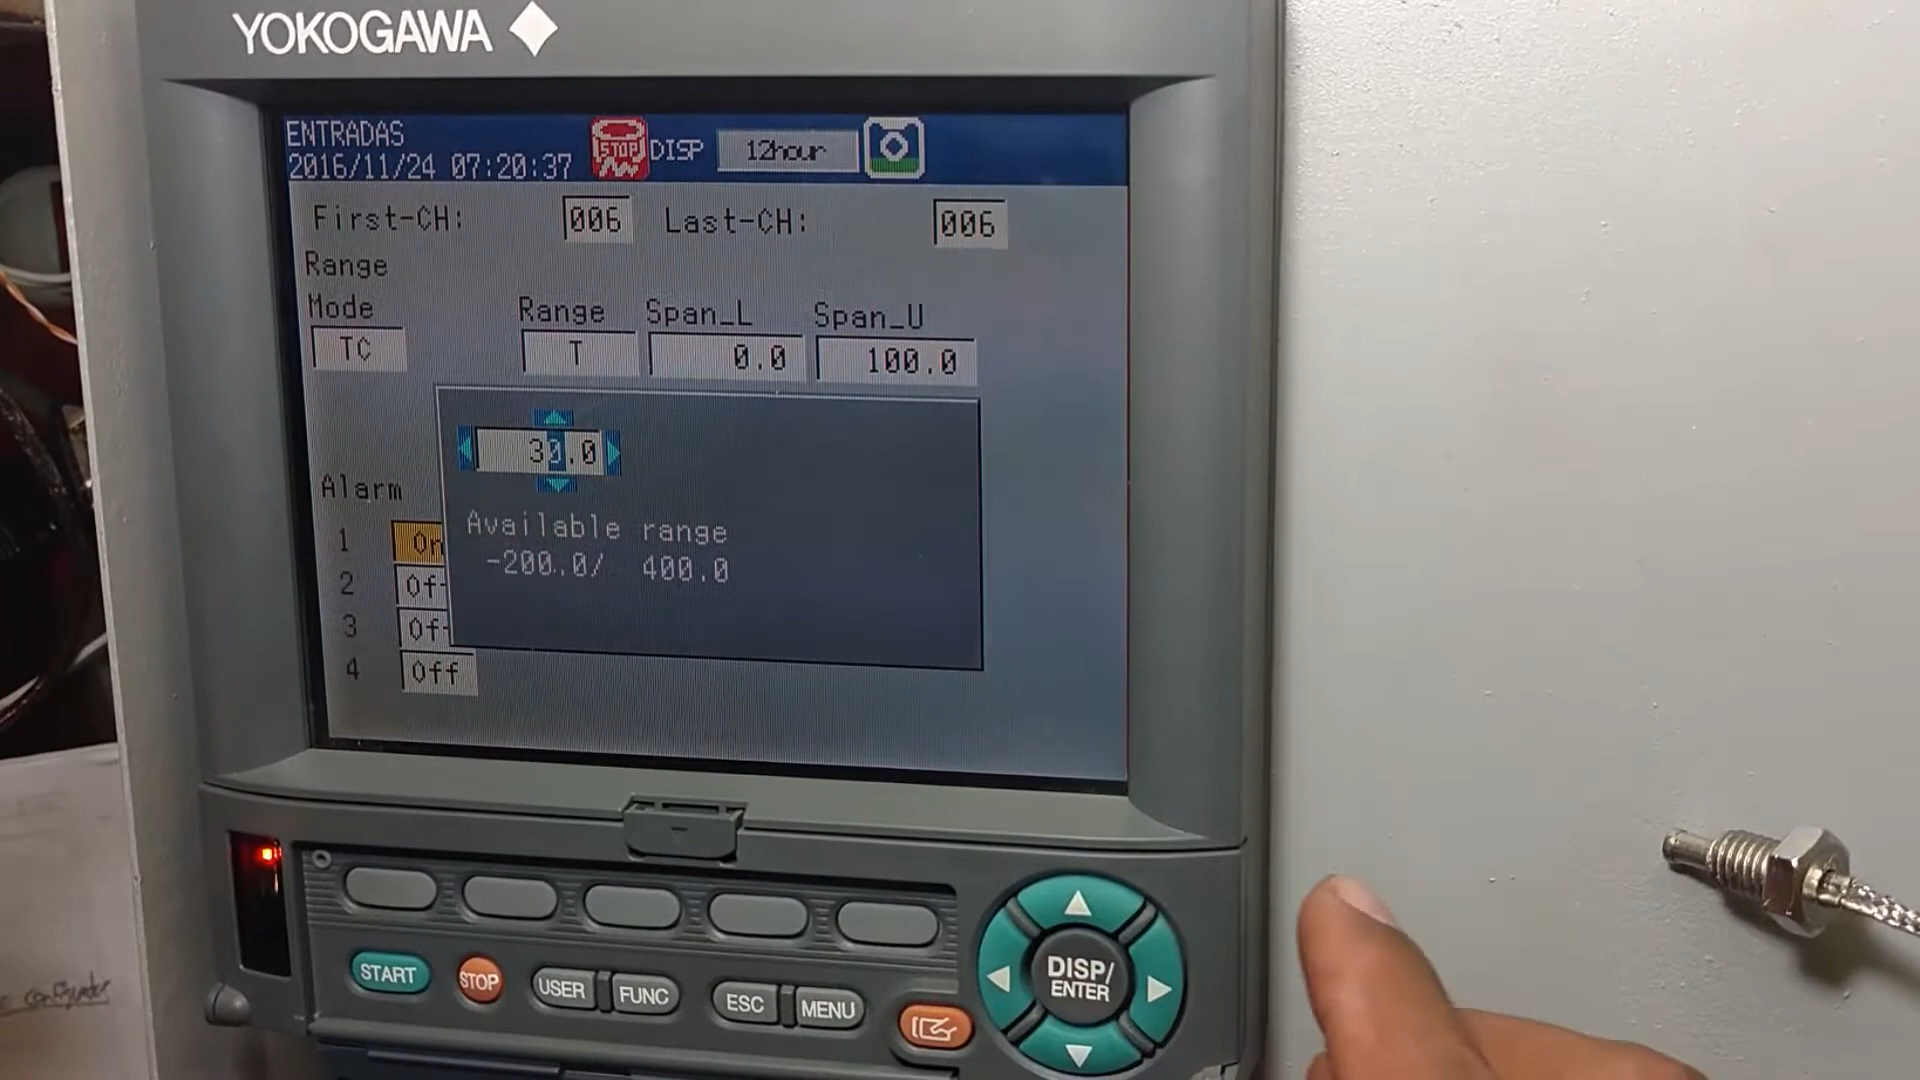 YOKOGAWA
ENTRADAS
2016/11/24 07:20:37
STOP
DISP
12hour
First-CH: 006 Last-CH: 006
Range
Mode Range Span_L Span_U
TC T 0.0 100.0
30.0
Available range
-200.0/ 400.0
Alarm
1 On
2 Of
3 Of
4 Off
START
STOP
USER
FUNC
ESC
MENU
DISP/
ENTER